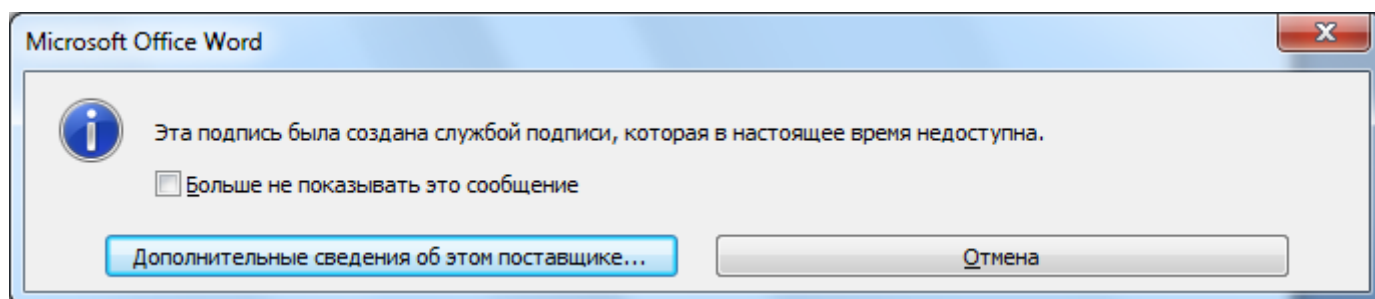 Microsoft Office Word
Эта подпись была создана службой подписи, которая в настоящее время недоступна.
Больше не показывать это сообщение
Дополнительные сведения об этом поставщике...
Отмена